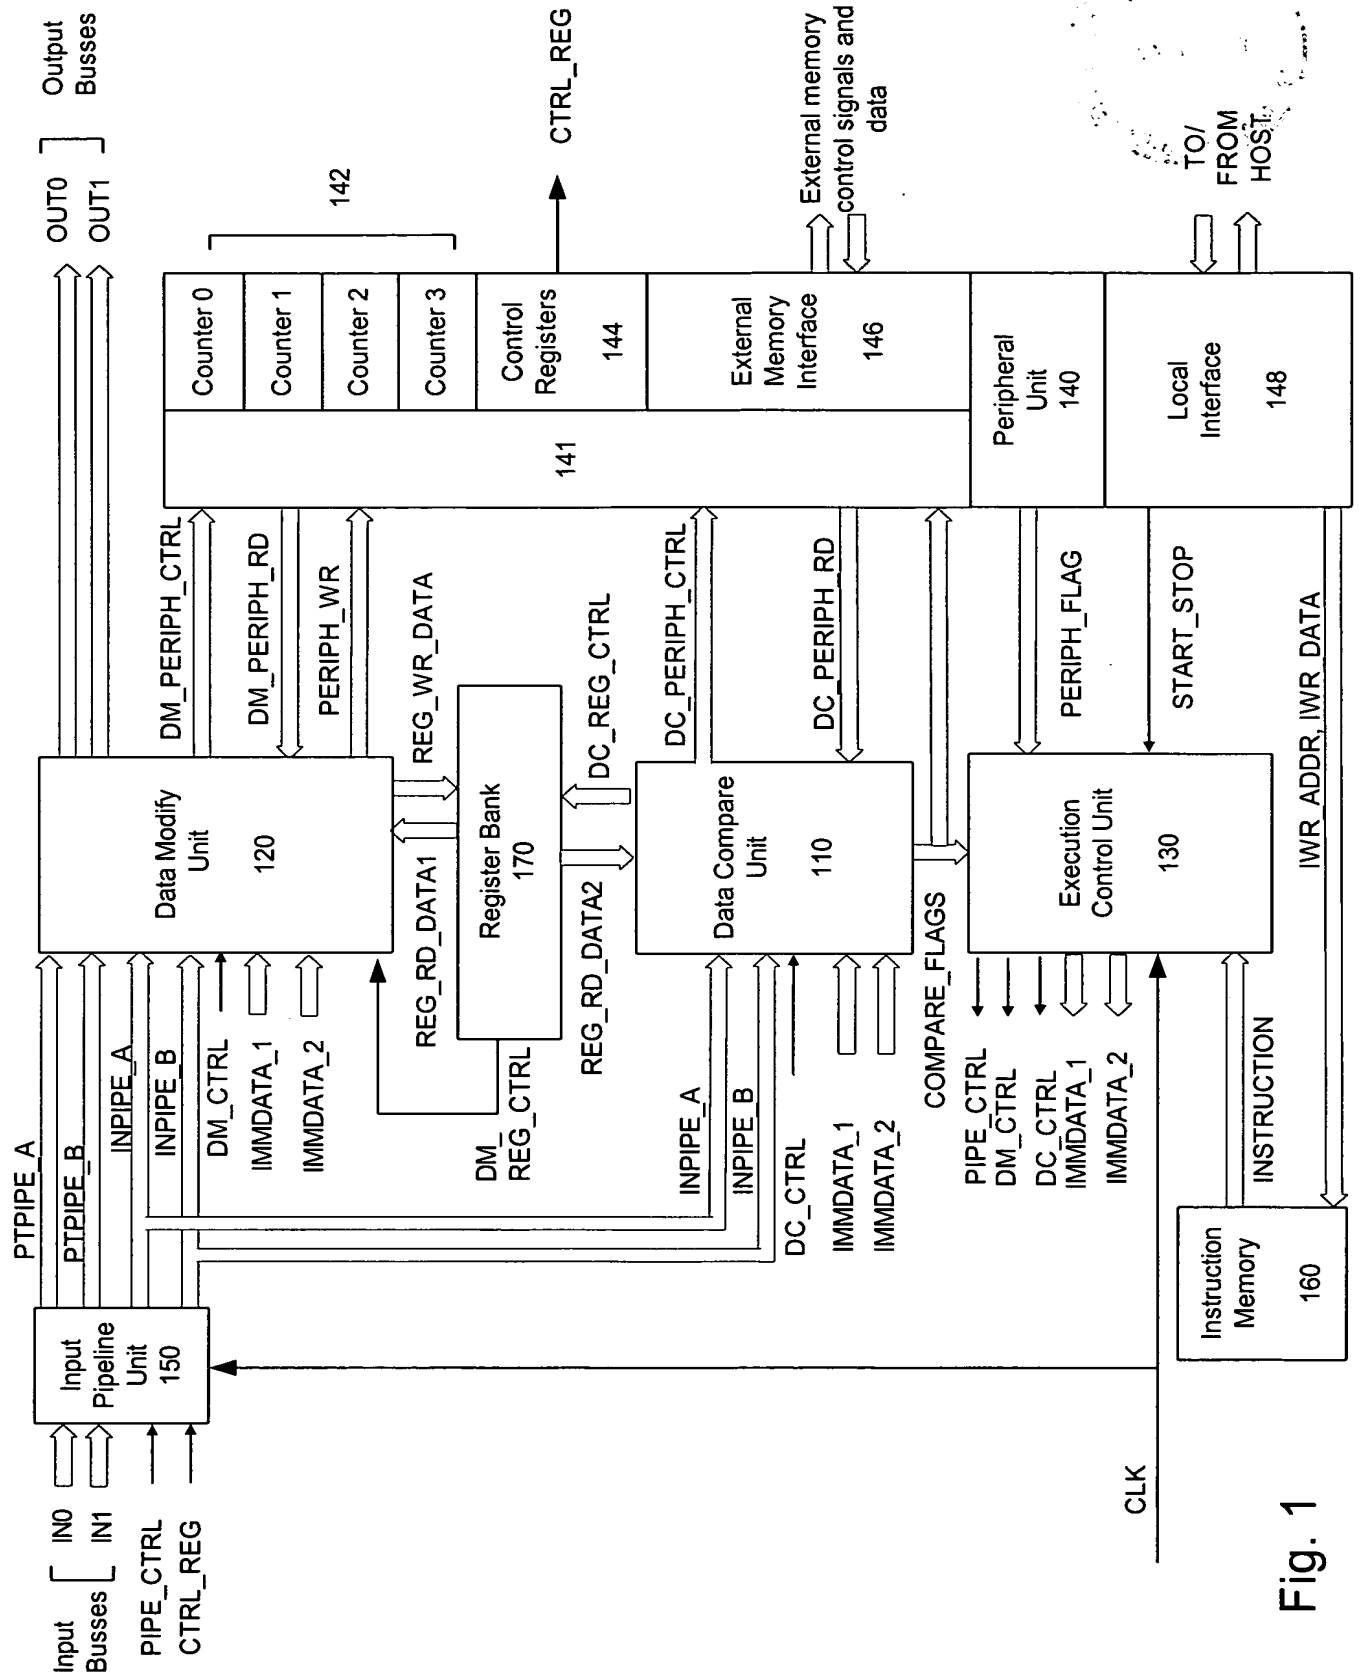 Input
Busses
IN0
IN1
PIPE_CTRL
CTRL_REG
Input
Pipeline
Unit
150
PTPIPE_A
PTPIPE_B
INPIPE_A
INPIPE_B
DM_CTRL
IMMDATA_1
IMMDATA_2
Data Modify
Unit
120
OUT0
OUT1
Output
Busses
DM_PERIPH_CTRL
DM_PERIPH_RD
PERIPH_WR
REG_WR_DATA
REG_RD_DATA1
Register Bank
170
DM_
REG_CTRL
REG_RD_DATA2
DC_REG_CTRL
INPIPE_A
INPIPE_B
DC_CTRL
IMMDATA_1
IMMDATA_2
Data Compare
Unit
110
DC_PERIPH_CTRL
DC_PERIPH_RD
COMPARE_FLAGS
PIPE_CTRL
DM_CTRL
DC_CTRL
IMMDATA_1
IMMDATA_2
Execution
Control Unit
130
PERIPH_FLAG
START_STOP
INSTRUCTION
IWR_ADDR, IWR_DATA
Instruction
Memory
160
CLK
141
Counter 0
Counter 1
Counter 2
Counter 3
142
Control
Registers
144
CTRL_REG
External
Memory
Interface
146
External memory
control signals and
data
Peripheral
Unit
140
Local
Interface
148
TO/
FROM
HOST
Fig. 1